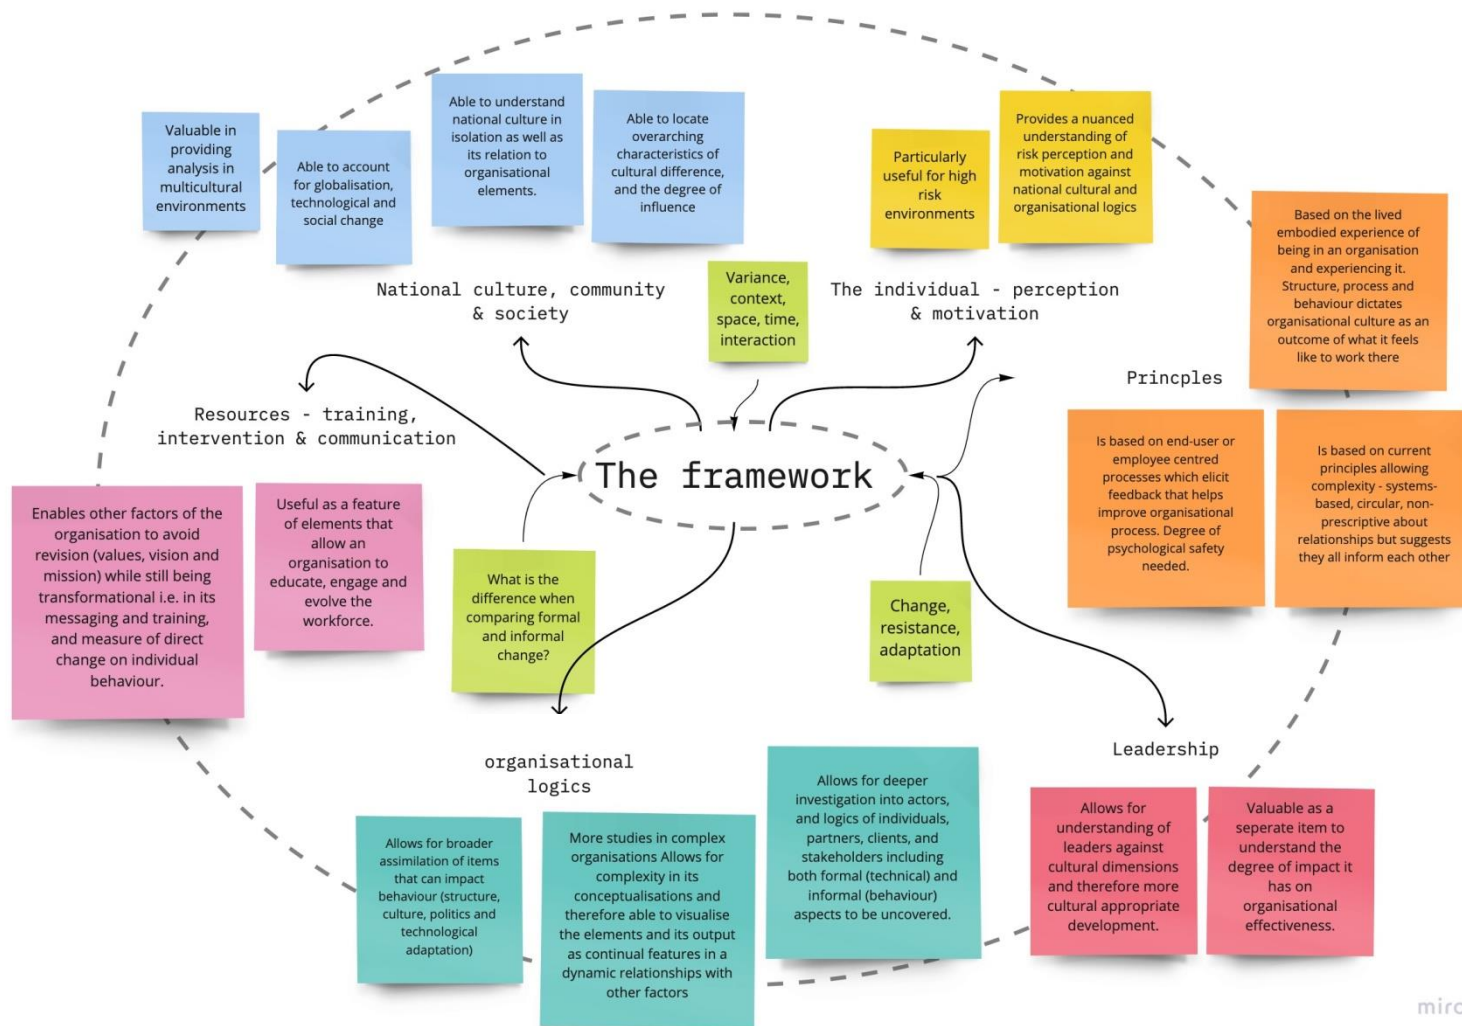 Valuable in
providing
analysis in
multicultural
environments
Able to account
for globalisation,
technological and
social change
Able to understand
national culture in
isolation as well as
its relation to
organisational
elements.
Able to locate
overarching
characteristics of
cultural difference,
and the degree of
influence
Particularly
useful for high
risk
environments
Provides a nuanced
understanding of
risk perception and
motivation against
national cultural and
organisational logics
Based on the lived
embodied experience of
being in an organisation
and experiencing it.
Structure, process and
behaviour dictates
organisational culture as an
outcome of what it feels
like to work there
National culture, community
& society
Variance,
context,
space, time,
interaction
The individual - perception
& motivation
Princples
Resources - training,
intervention & communication
The framework
Is based on end-user or
employee centred
processes which elicit
feedback that helps
improve organisational
process. Degree of
psychological safety
needed.
Is based on current
principles allowing
complexity - systems-
based, circular, non-
prescriptive about
relationships but suggests
they all inform each other
Enables other factors of the
organisation to avoid
revision (values, vision and
mission) while still being
transformational i.e. in its
messaging and training,
and measure of direct
change on individual
behaviour.
Useful as a feature
of elements that
allow an
organisation to
educate, engage and
evolve the
workforce.
What is the
difference when
comparing formal
and informal
change?
Change,
resistance,
adaptation
organisational
logics
Leadership
Allows for broader
assimilation of items
that can impact
behaviour (structure,
culture, politics and
technological
adaptation)
More studies in complex
organisations Allows for
complexity in its
conceptualisations and
therefore able to visualise
the elements and its output
as continual features in a
dynamic relationships with
other factors
Allows for deeper
investigation into actors,
and logics of individuals,
partners, clients, and
stakeholders including
both formal (technical) and
informal (behaviour)
aspects to be uncovered.
Allows for
understanding of
leaders against
cultural dimensions
and therefore more
cultural appropriate
development.
Valuable as a
seperate item to
understand the
degree of impact it
has on
organisational
effectiveness.
miro